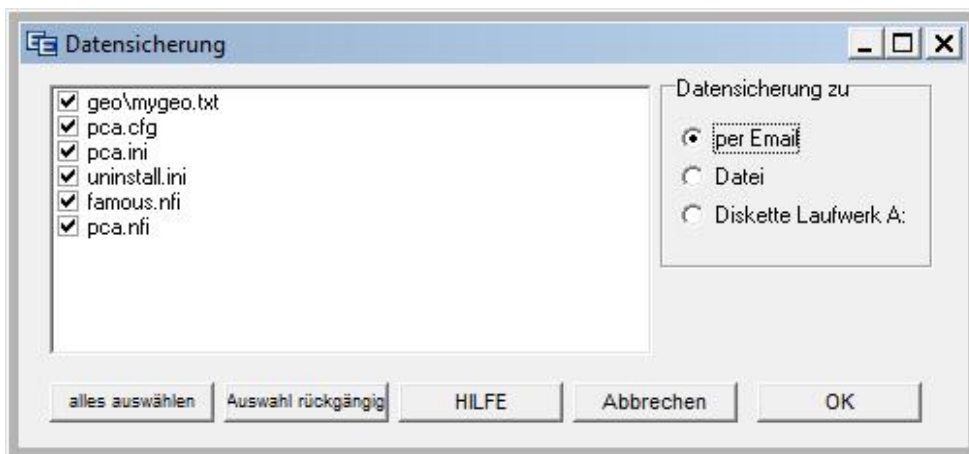 Datensicherung
geo\mygeo.txt
pca.cfg
pca.ini
uninstall.ini
famous.nfi
pca.nfi
Datensicherung zu
per Email
Datei
Diskette Laufwerk A:
alles auswählen
Auswahl rückgängig
HILFE
Abbrechen
OK